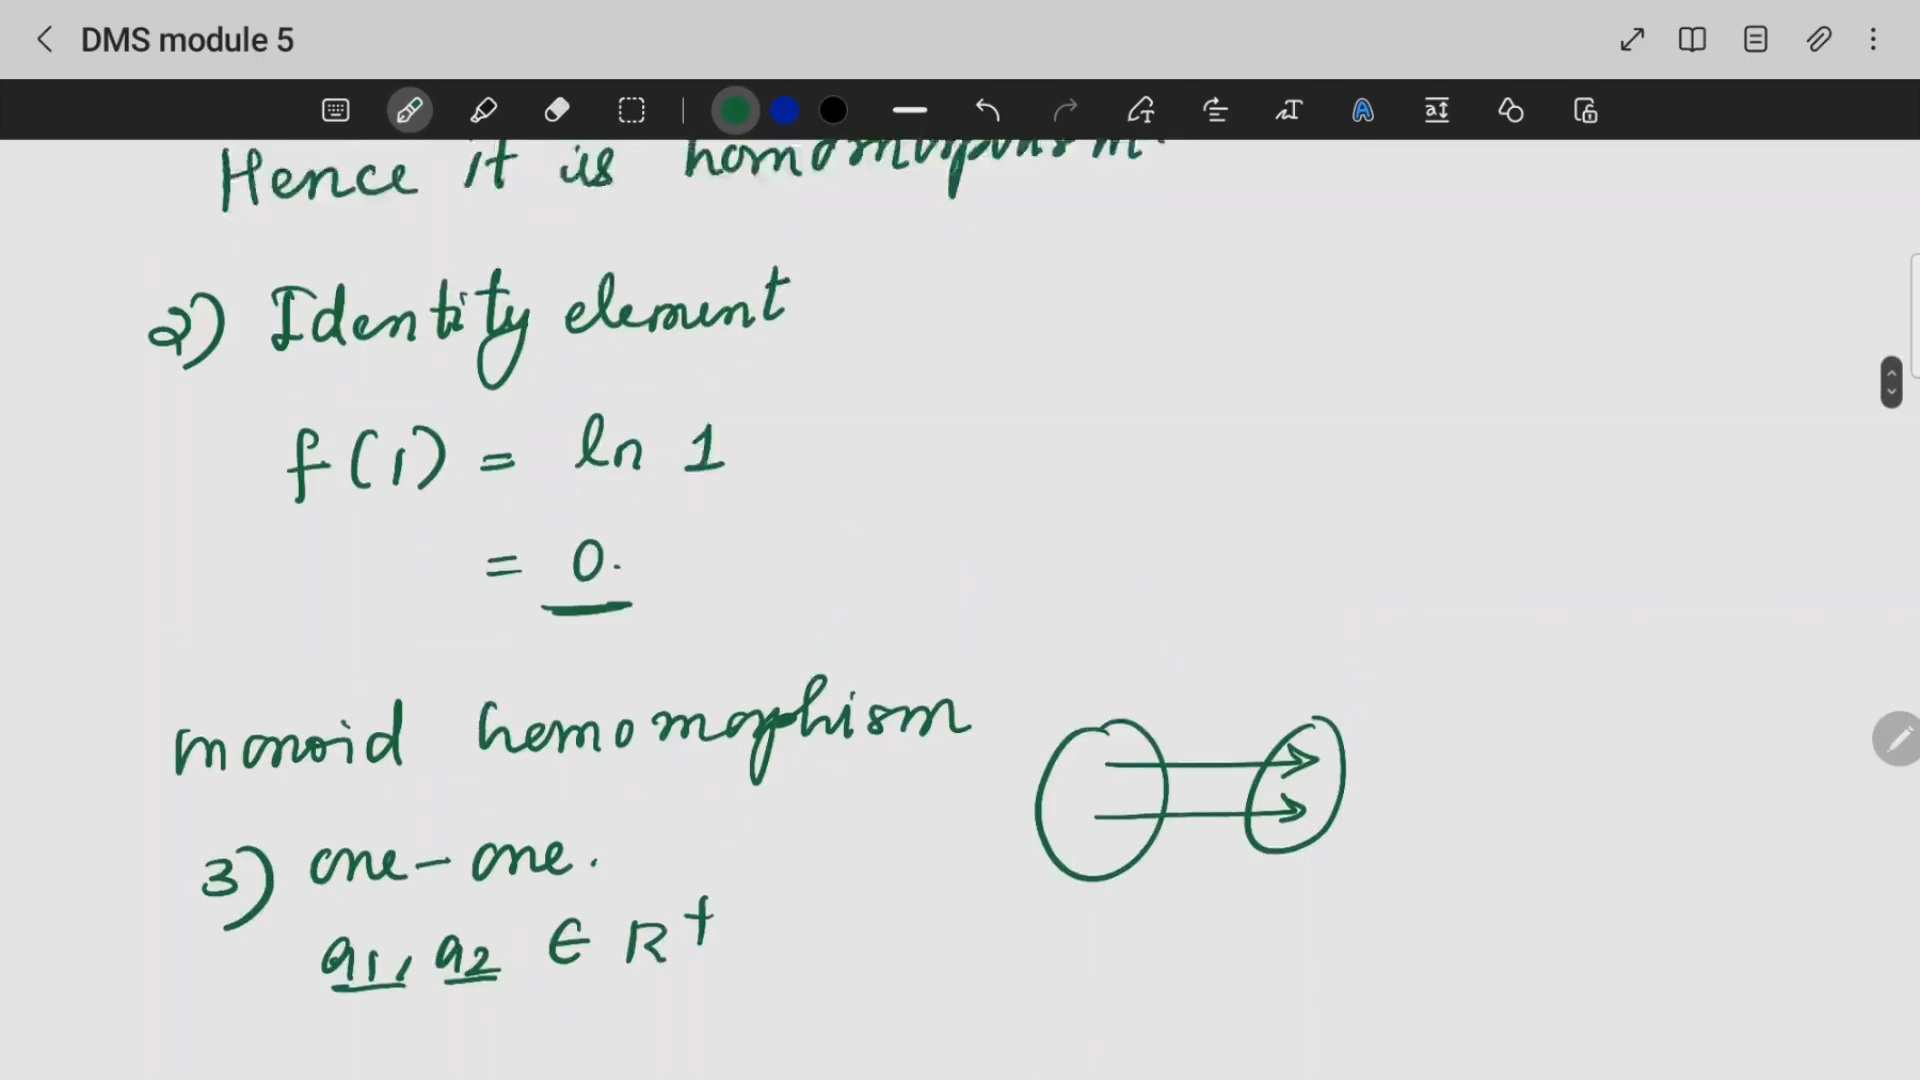 DMS module 5
Hence it is homomorphism.
2) Identity element
f(1) = ln 1
= 0.
monoid homomorphism
3) one-one.
a1, a2 ∈ R⁺